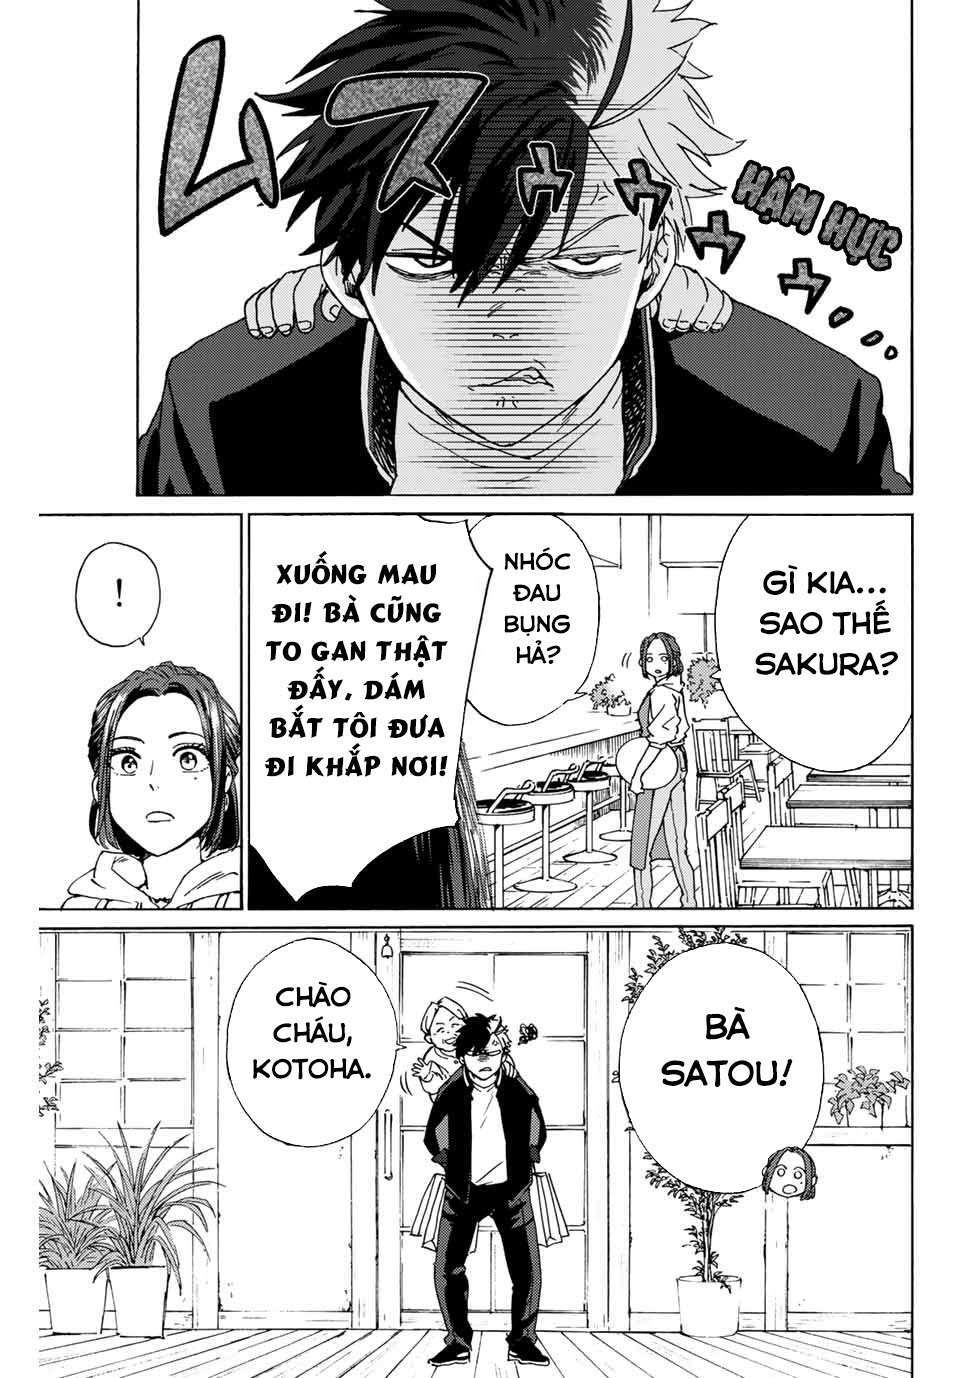 ムスゥゥゥゥ...
HẬM HỰC
GÌ KIA...
SAO THẾ
SAKURA?
NHÓC
ĐAU
BỤNG
HẢ?
XUỐNG MAU
ĐI! BÀ CŨNG
TO GAN THẬT
ĐẤY, DÁM
BẮT TÔI ĐƯA
ĐI KHẮP NƠI!
!
BÀ
SATOU!
CHÀO
CHÁU,
KOTOHA.